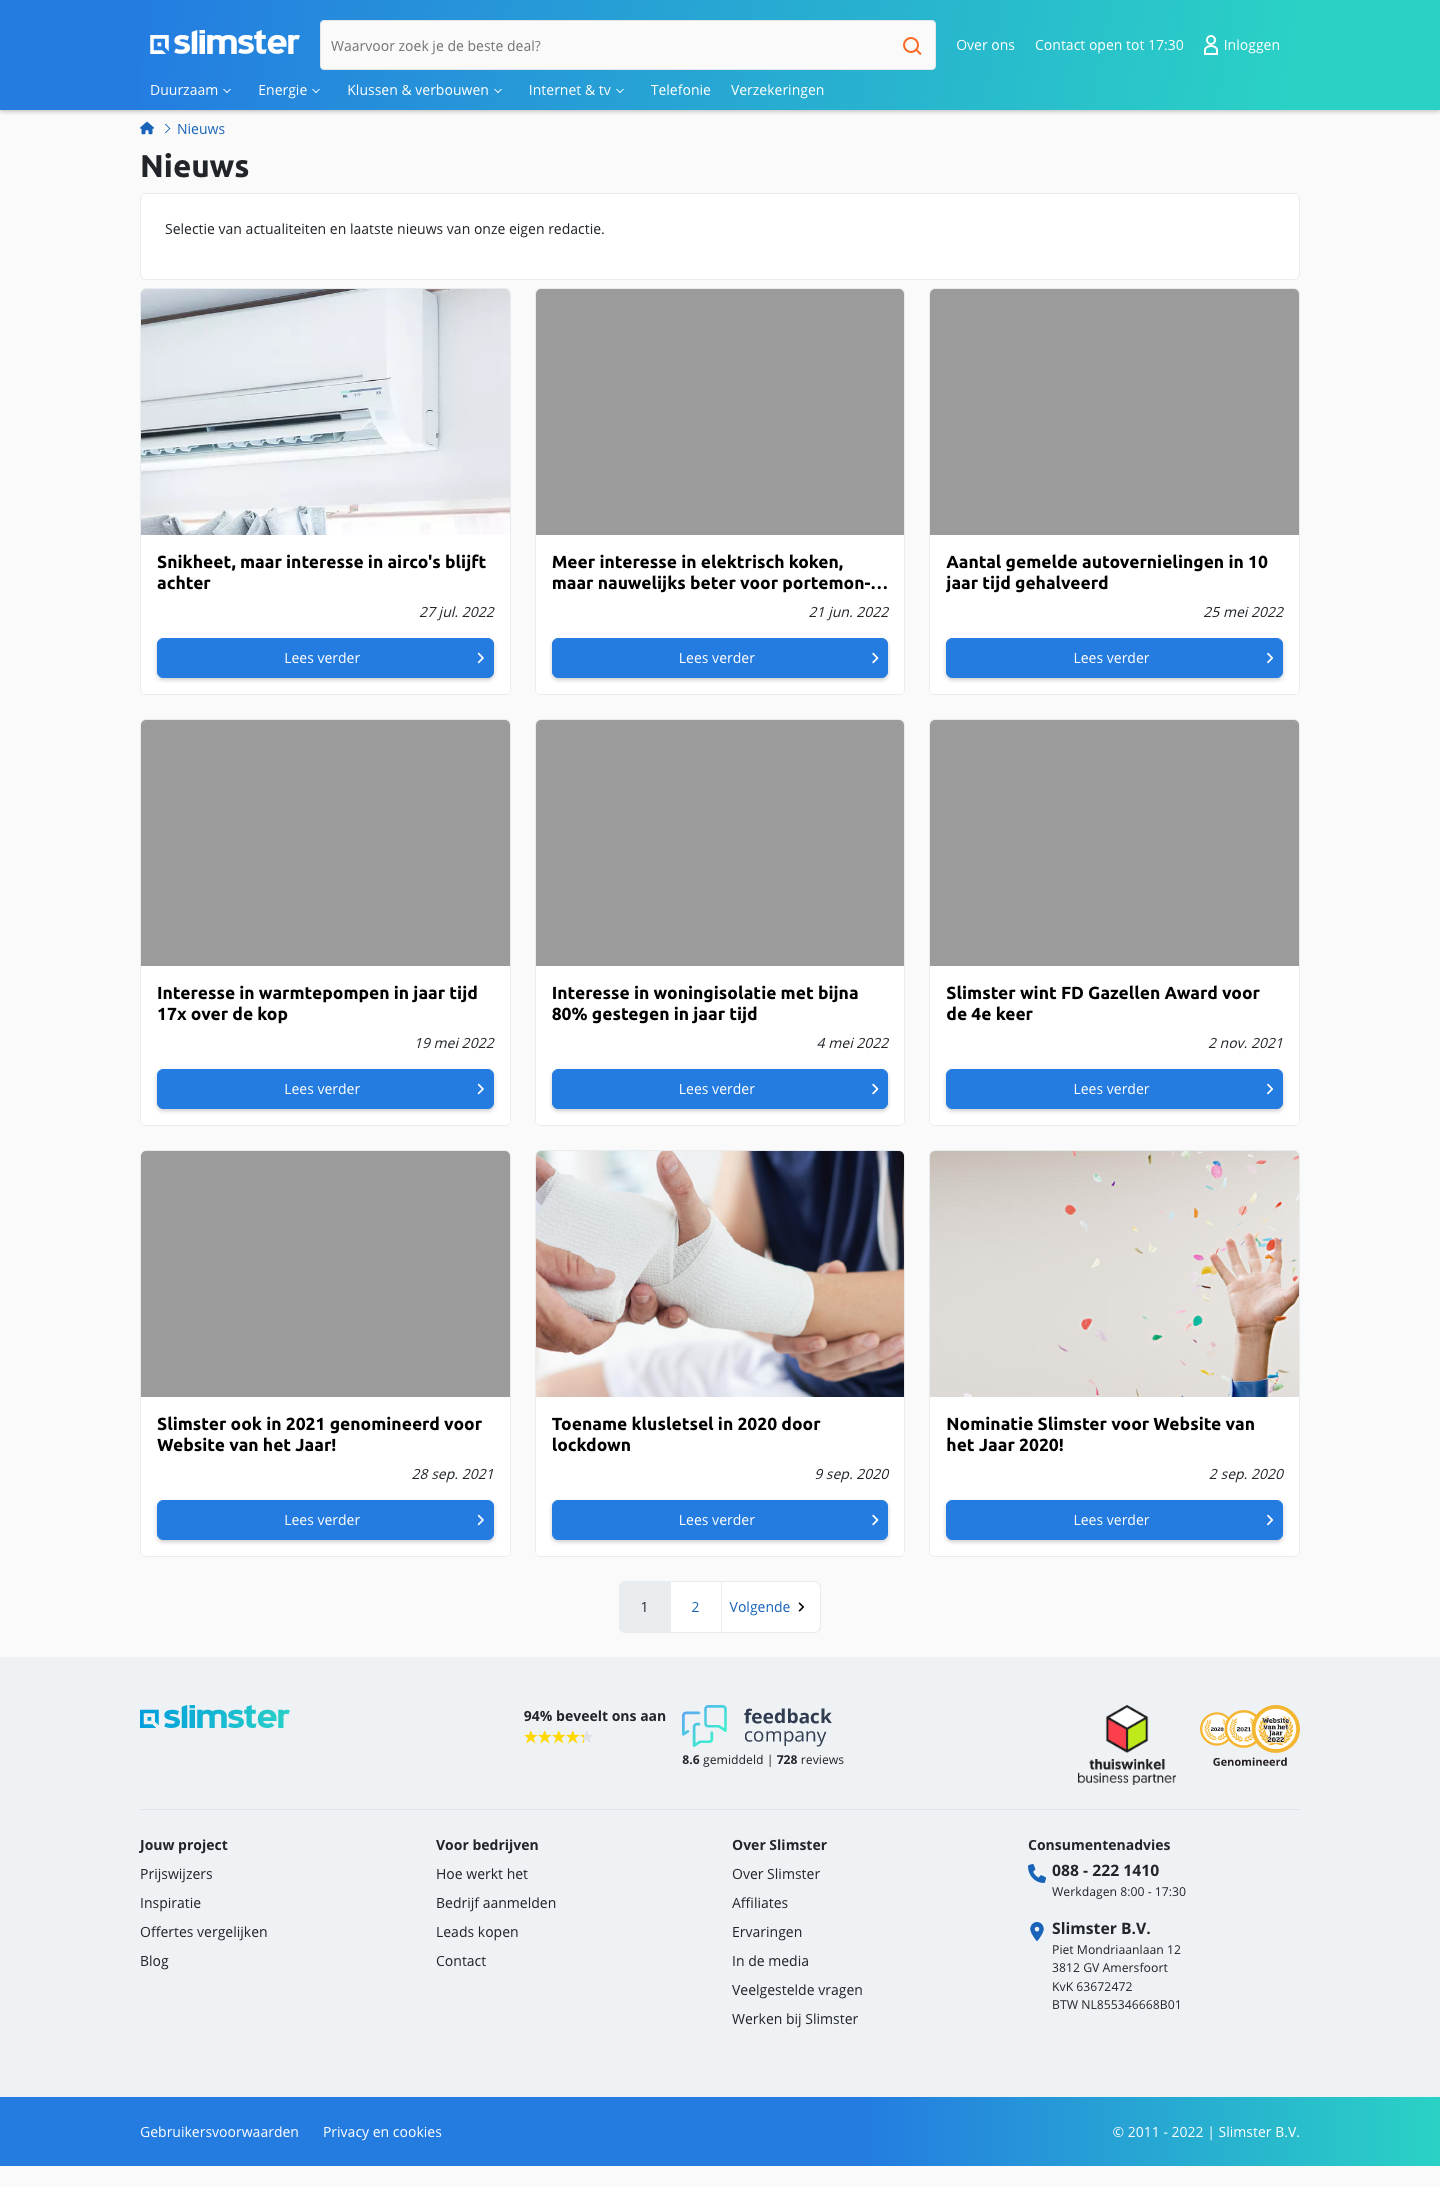 slimster
Waarvoor zoek je de beste deal?
Over ons
Contact open tot 17:30
Inloggen
Duurzaam
Energie
Klussen & verbouwen
Internet & tv
Telefonie
Verzekeringen
Nieuws
Nieuws
Selectie van actualiteiten en laatste nieuws van onze eigen redactie.
Snikheet, maar interesse in airco's blijft
achter
27 jul. 2022
Lees verder
Meer interesse in elektrisch koken,
maar nauwelijks beter voor portemon-…
21 jun. 2022
Lees verder
Aantal gemelde autovernielingen in 10
jaar tijd gehalveerd
25 mei 2022
Lees verder
Interesse in warmtepompen in jaar tijd
17x over de kop
19 mei 2022
Lees verder
Interesse in woningisolatie met bijna
80% gestegen in jaar tijd
4 mei 2022
Lees verder
Slimster wint FD Gazellen Award voor
de 4e keer
2 nov. 2021
Lees verder
Slimster ook in 2021 genomineerd voor
Website van het Jaar!
28 sep. 2021
Lees verder
Toename klusletsel in 2020 door
lockdown
9 sep. 2020
Lees verder
Nominatie Slimster voor Website van
het Jaar 2020!
2 sep. 2020
Lees verder
1
2
Volgende
slimster
94% beveelt ons aan
feedback
company
8.6 gemiddeld | 728 reviews
thuiswinkel
business partner
2020
2021
Website
van het
Jaar
2022
Genomineerd
Jouw project
Prijswijzers
Inspiratie
Offertes vergelijken
Blog
Voor bedrijven
Hoe werkt het
Bedrijf aanmelden
Leads kopen
Contact
Over Slimster
Over Slimster
Affiliates
Ervaringen
In de media
Veelgestelde vragen
Werken bij Slimster
Consumentenadvies
088 - 222 1410
Werkdagen 8:00 - 17:30
Slimster B.V.
Piet Mondriaanlaan 12
3812 GV Amersfoort
KvK 63672472
BTW NL855346668B01
Gebruikersvoorwaarden
Privacy en cookies
© 2011 - 2022 | Slimster B.V.